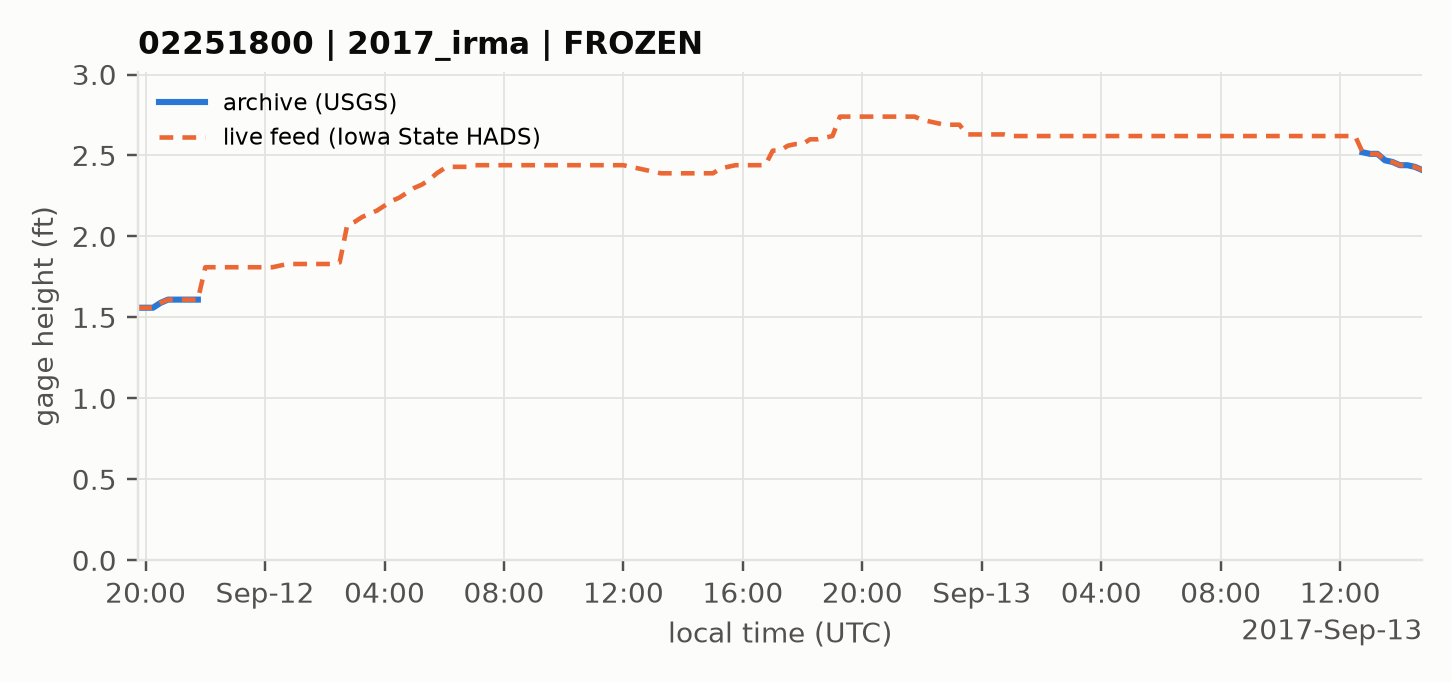 02251800 | 2017_irma | FROZEN
archive (USGS)
live feed (Iowa State HADS)
gage height (ft)
3.0
2.5
2.0
1.5
1.0
0.5
0.0
20:00 Sep-12 04:00 08:00 12:00 16:00 20:00 Sep-13 04:00 08:00 12:00
local time (UTC)
2017-Sep-13